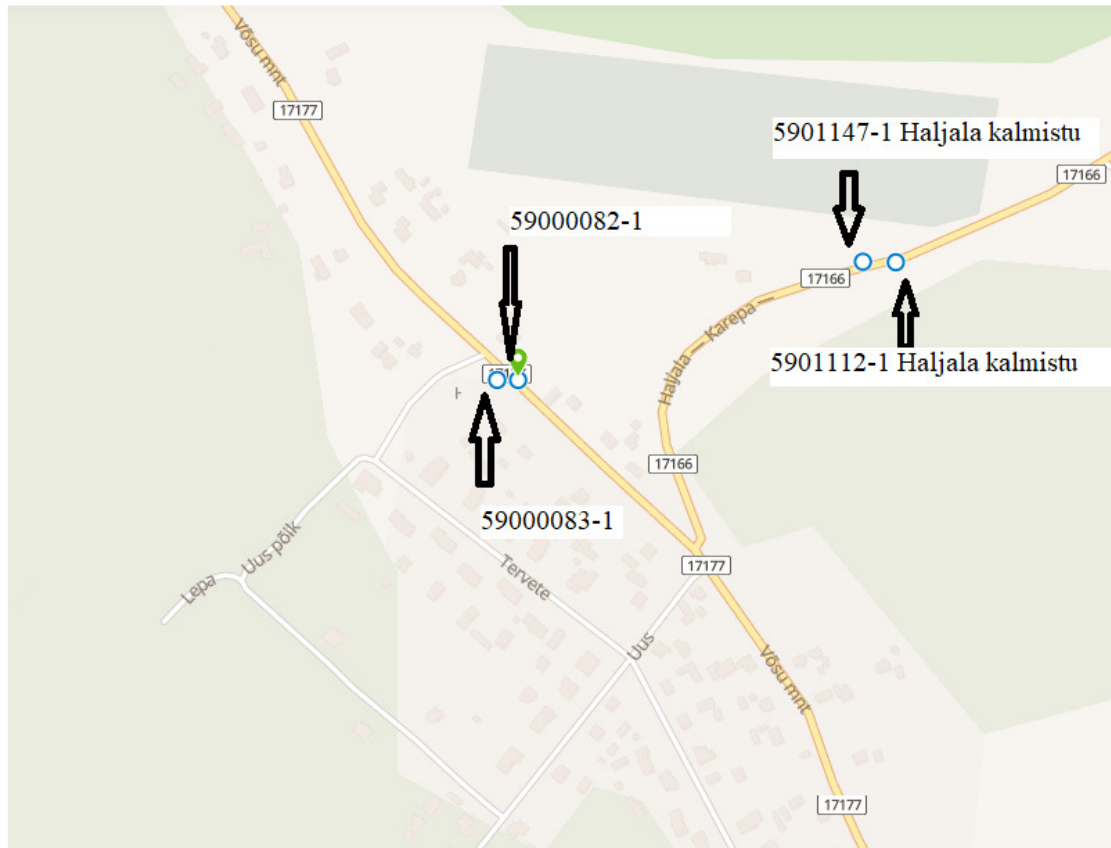 Võsu mnt
17177
5901147-1 Haljala kalmistu
17166
59000082-1
17166
Haljala — Karepa —
5901112-1 Haljala kalmistu
H
17166
59000083-1
Uus põlk
Lepa
Tervete
17177
Uus
Võsu mnt
17177